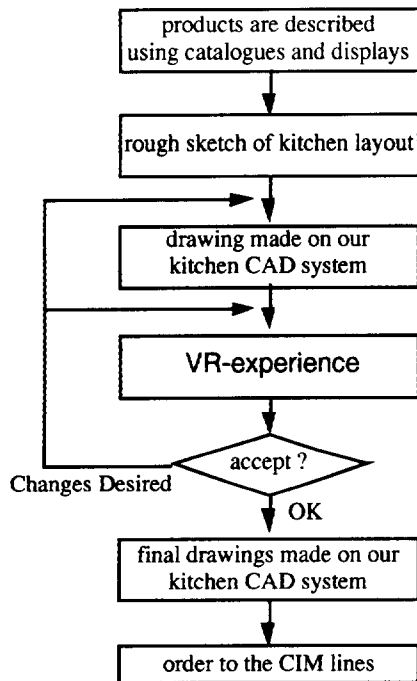 products are described
using catalogues and displays
rough sketch of kitchen layout
drawing made on our
kitchen CAD system
VR-experience
accept ?
Changes Desired
OK
final drawings made on our
kitchen CAD system
order to the CIM lines